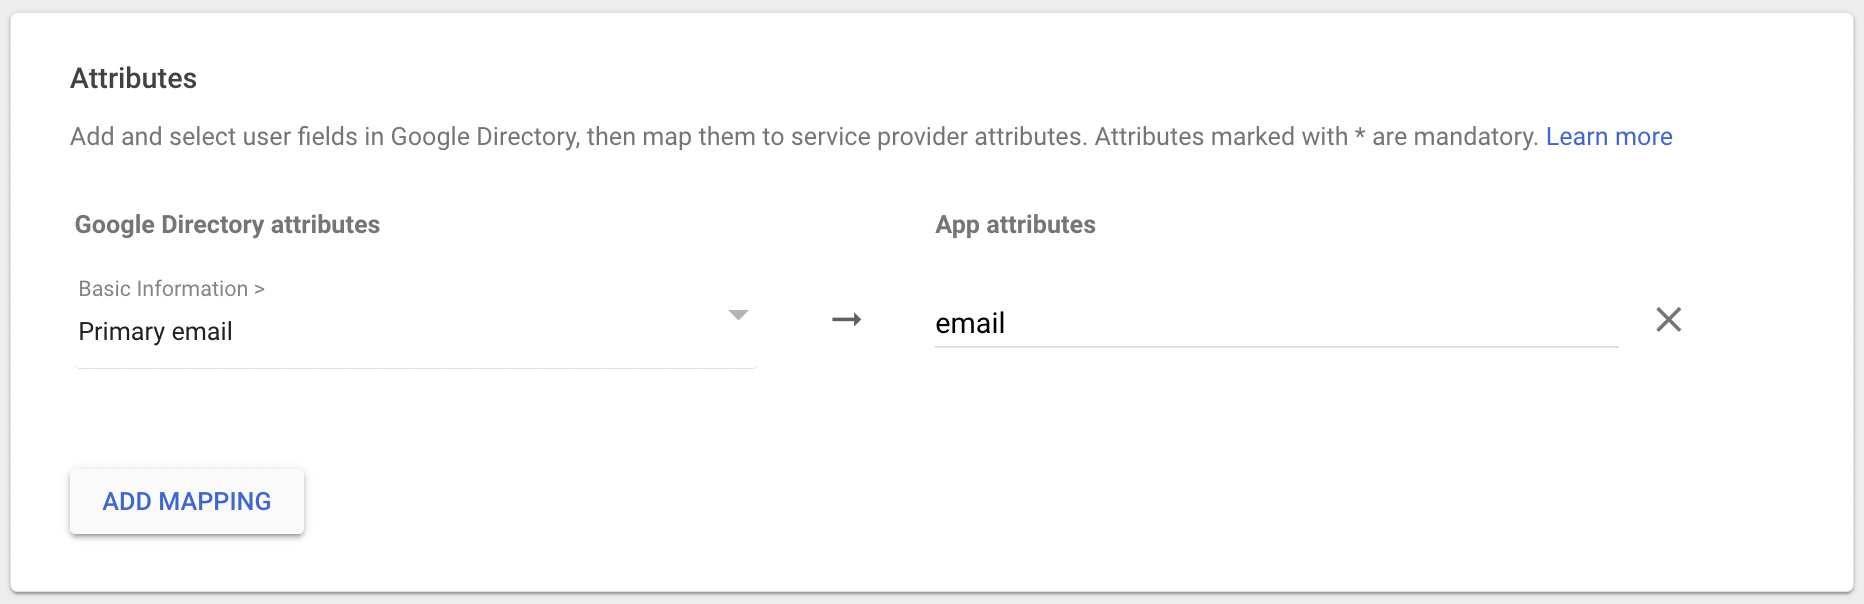 Attributes
Add and select user fields in Google Directory, then map them to service provider attributes. Attributes marked with * are mandatory. Learn more
Google Directory attributes
App attributes
Basic Information >
Primary email
email
ADD MAPPING